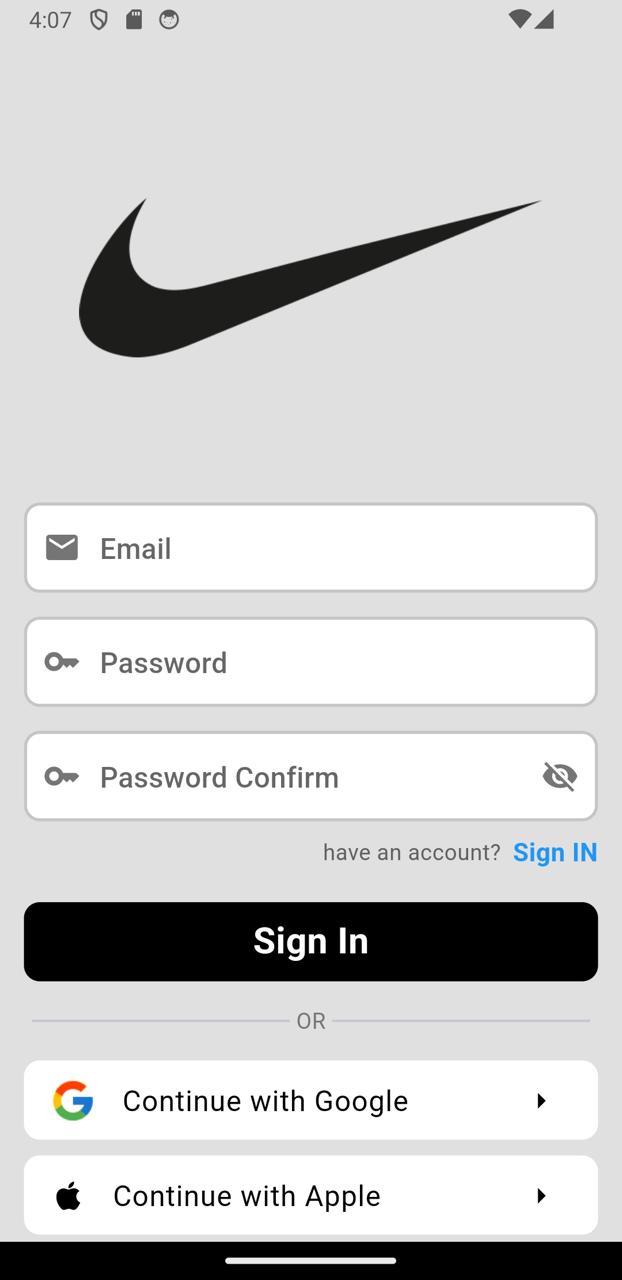 4:07
Email
Password
Password Confirm
have an account? Sign IN
Sign In
OR
Continue with Google
Continue with Apple